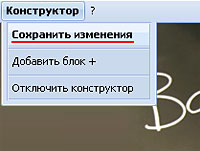 Конструктор ?
Сохранить изменения
Добавить блок +
Отключить конструктор